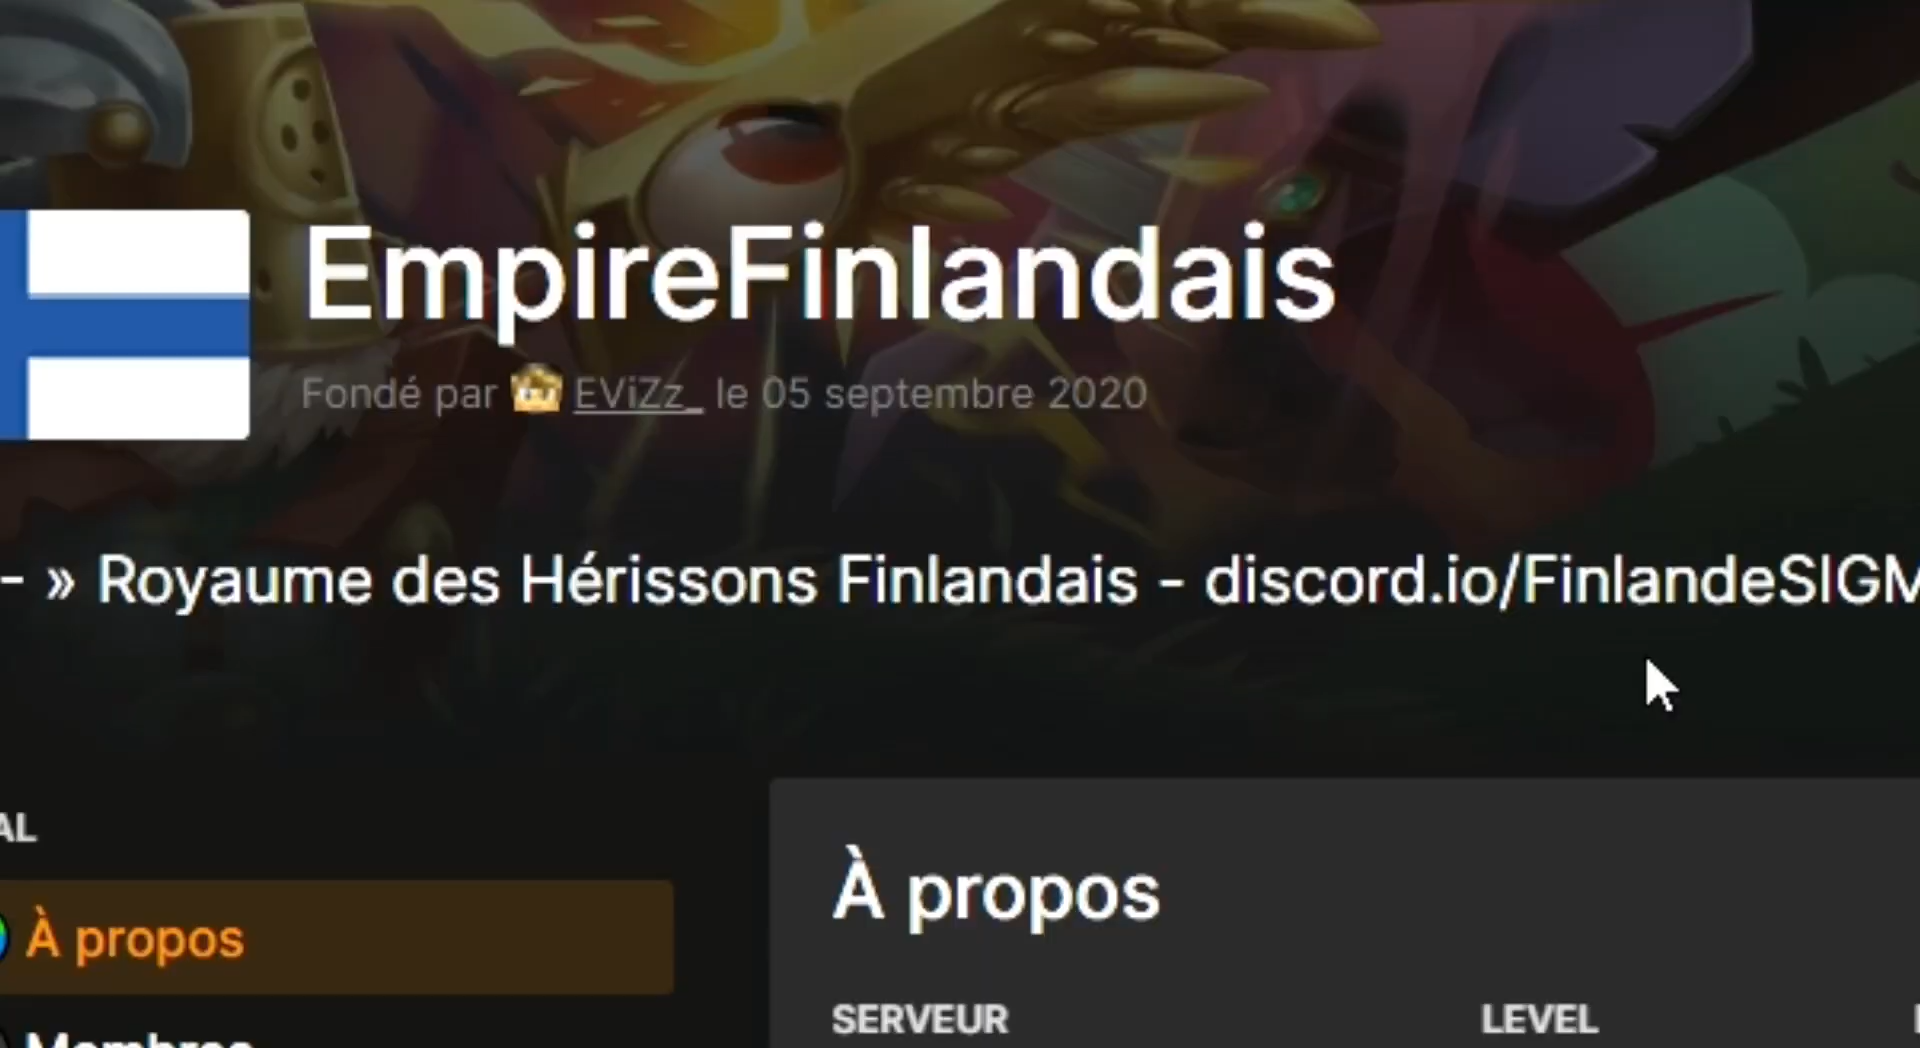 EmpireFinlandais
Fondé par EViZz_ le 05 septembre 2020
- » Royaume des Hérissons Finlandais - discord.io/FinlandeSIGM
AL
À propos
À propos
SERVEUR LEVEL
Membres